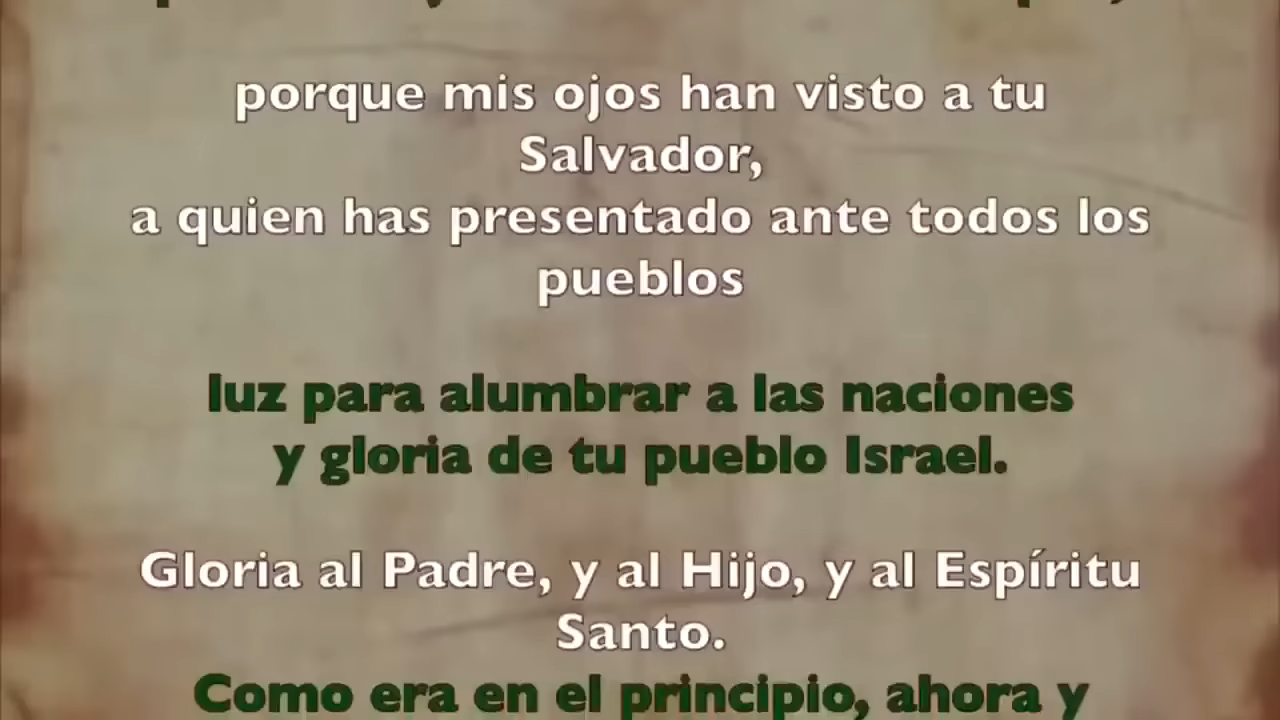 porque mis ojos han visto a tu
Salvador,
a quien has presentado ante todos los
pueblos
luz para alumbrar a las naciones
y gloria de tu pueblo Israel.
Gloria al Padre, y al Hijo, y al Espíritu
Santo.
Como era en el principio, ahora y